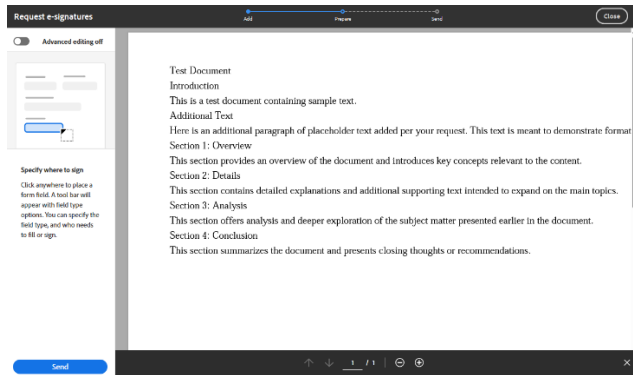 Request e-signatures
Add
Prepare
Send
Close
Advanced editing off
Specify where to sign
Click anywhere to place a
form field. A tool bar will
appear with field type
options. You can specify the
field type, and who needs
to fill or sign.
Send
Test Document
Introduction
This is a test document containing sample text.
Additional Text
Here is an additional paragraph of placeholder text added per your request. This text is meant to demonstrate format
Section 1: Overview
This section provides an overview of the document and introduces key concepts relevant to the content.
Section 2: Details
This section contains detailed explanations and additional supporting text intended to expand on the main topics.
Section 3: Analysis
This section offers analysis and deeper exploration of the subject matter presented earlier in the document.
Section 4: Conclusion
This section summarizes the document and presents closing thoughts or recommendations.
1 / 1